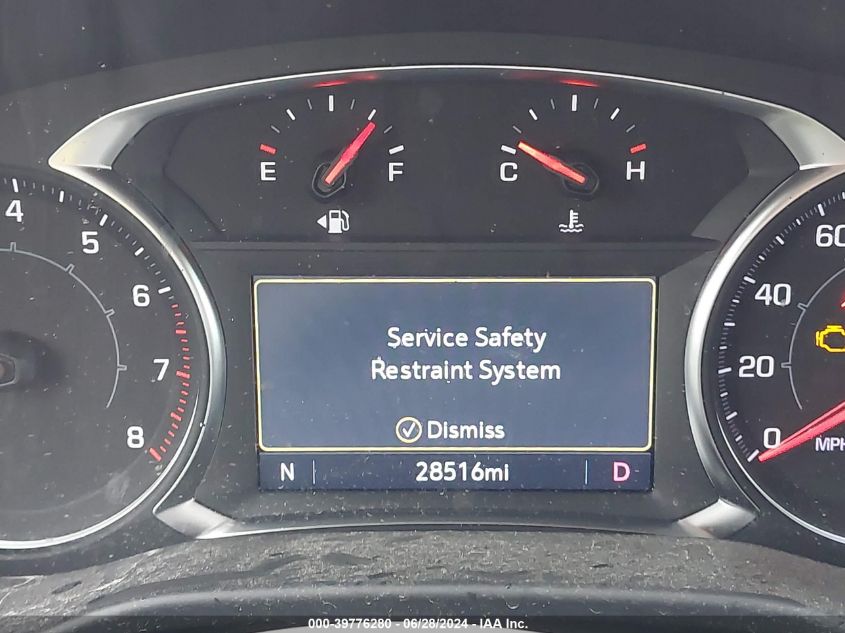 E F
C H
4
5
6
7
8
60
40
20
0
MPH
Service Safety
Restraint System
Dismiss
N 28516mi D
000-39776280 - 06/28/2024 - IAA Inc.